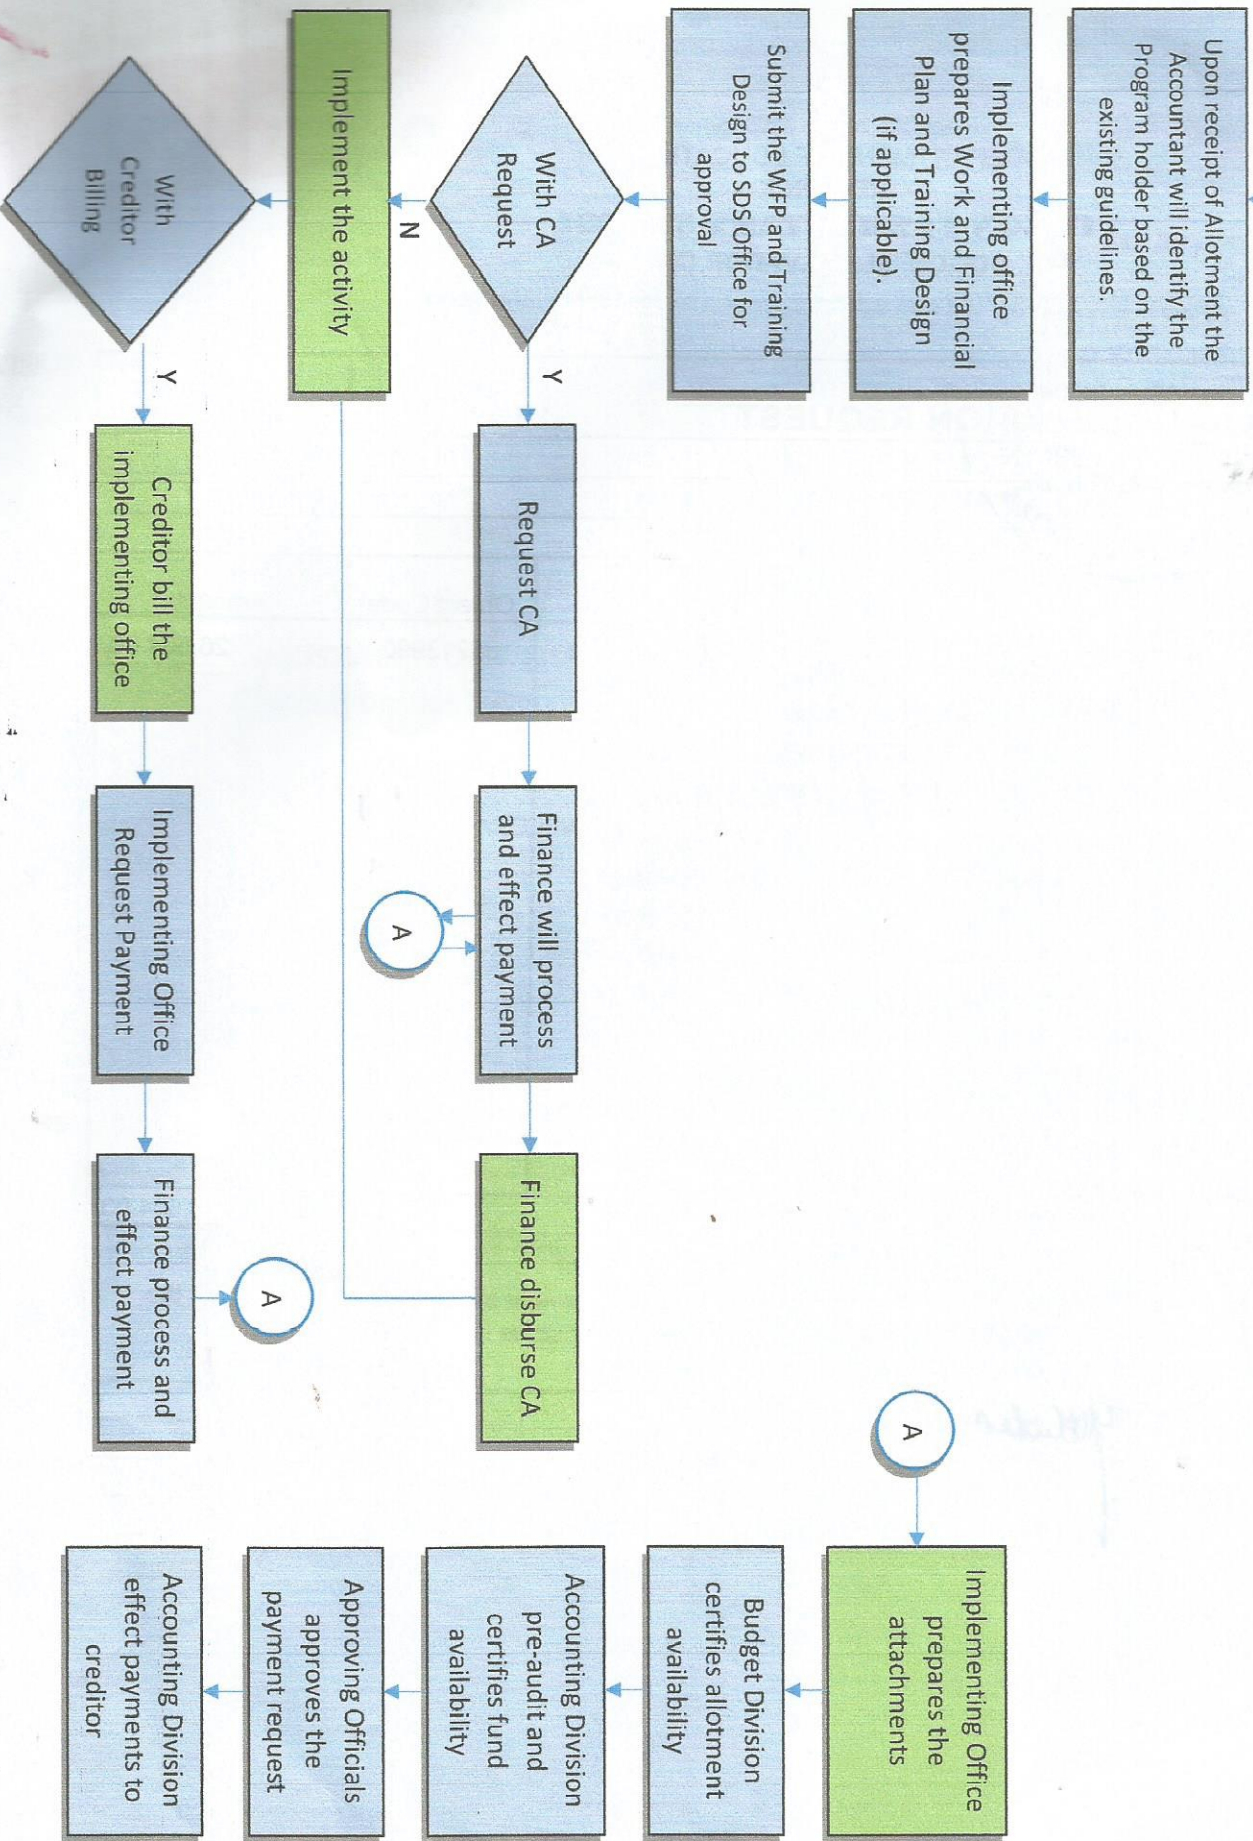 Upon receipt of Allotment the
Accountant will identify the
Program holder based on the
existing guidelines.
Implementing office
prepares Work and Financial
Plan and Training Design
(if applicable).
Submit the WFP and Training
Design to SDS Office for
approval
With CA
Request
Y
Request CA
Finance will process
and effect payment
Finance disburse CA
A
N
Implement the activity
With
Creditor
Billing
Y
Creditor bill the
implementing office
Implementing Office
Request Payment
Finance process and
effect payment
A
A
Implementing Office
prepares the
attachments
Budget Division
certifies allotment
availability
Accounting Division
pre-audit and
certifies fund
availability
Approving Officials
approves the
payment request
Accounting Division
effect payments to
creditor